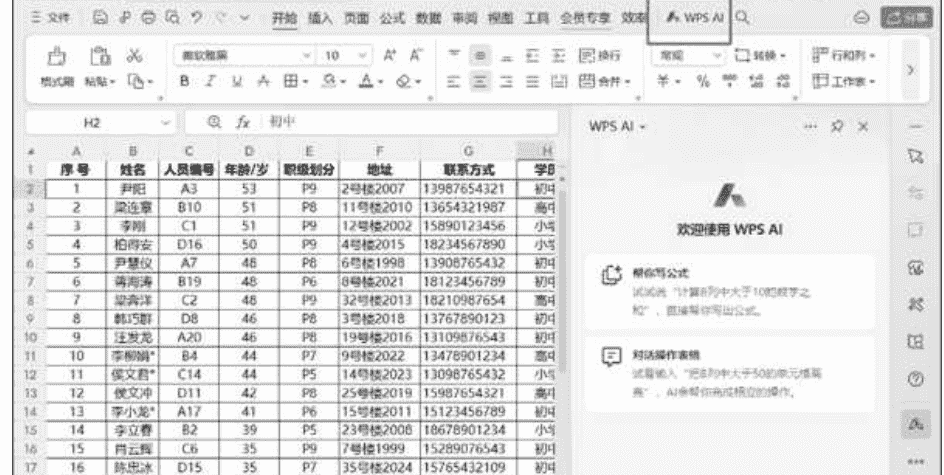 三 文件 开始 插入 页面 公式 数据 审阅 视图 工具 会员专享 效率 WPS AI 分享
微软雅黑 10 A⁺ A⁻ 换行 常规 转换 行和列
格式刷 粘贴 B I U A 合并 ¥ % 工作表
H2 fx 初中
WPS AI
A B C D E F G H
1 序号 姓名 人员编号 年龄/岁 职级划分 地址 联系方式 学历
2 1 尹阳 A3 53 P9 2号楼2007 13987654321 初中
3 2 梁连 B10 51 P8 11号楼2010 13654321987 高中
4 3 李刚 C1 51 P9 12号楼2002 15890123456 小学
5 4 柏得安 D16 50 P9 4号楼2015 18234567890 小学
6 5 尹慧仪 A7 48 P8 6号楼1998 13908765432 初中
7 6 蒋海涛 B19 48 P6 8号楼2021 18123456789 初中
8 7 梁奔洋 C2 48 P9 32号楼2013 18210987654 高中
9 8 韩巧群 D8 46 P8 3号楼2018 13767890123 初中
10 9 汪发龙 A20 46 P8 19号楼2016 13109876543 初中
11 10 李柳娟* B4 44 P7 9号楼2022 13478901234 高中
12 11 侯文君* C14 44 P5 14号楼2023 13098765432 小学
13 12 侯文冲 D11 42 P8 25号楼2019 15987654321 高中
14 13 李小龙* A17 41 P6 15号楼2011 15123456789 初中
15 14 李立春 B2 39 P5 23号楼2008 18678901234 小学
16 15 肖云辉 C6 35 P9 7号楼1999 15289076543 初中
17 16 陈忠冰 D15 35 P7 35号楼2024 15765432109 初中
欢迎使用 WPS AI
帮你写公式
试试说“计算B列中大于10的数字之
和”，直接帮你写出公式。
对话操作表格
试着输入“把B列中大于50的单元格高
亮”，AI会帮你完成相应的操作。